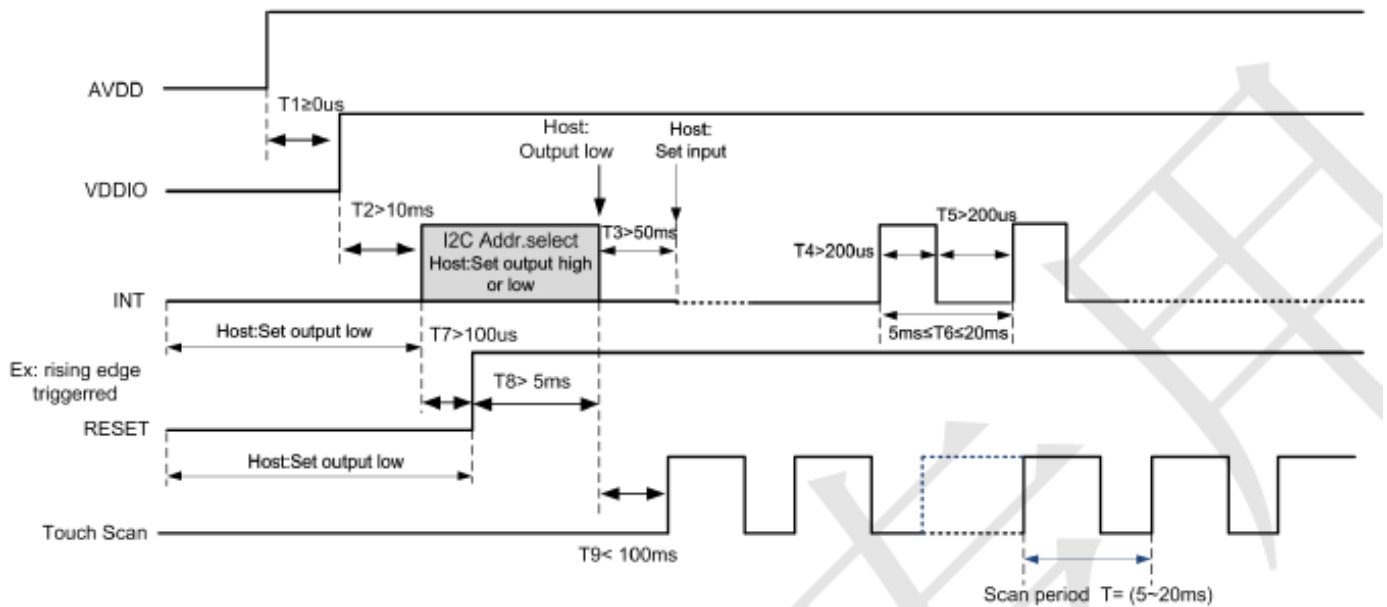 AVDD
T1≥0us
VDDIO
Host:
Output low
Host:
Set input
T2>10ms
I2C Addr.select
Host:Set output high
or low
T3>50ms
T4>200us
T5>200us
INT
Host:Set output low
T7>100us
5ms≤T6≤20ms
Ex: rising edge
triggerred
T8> 5ms
RESET
Host:Set output low
Touch Scan
T9< 100ms
Scan period T= (5~20ms)